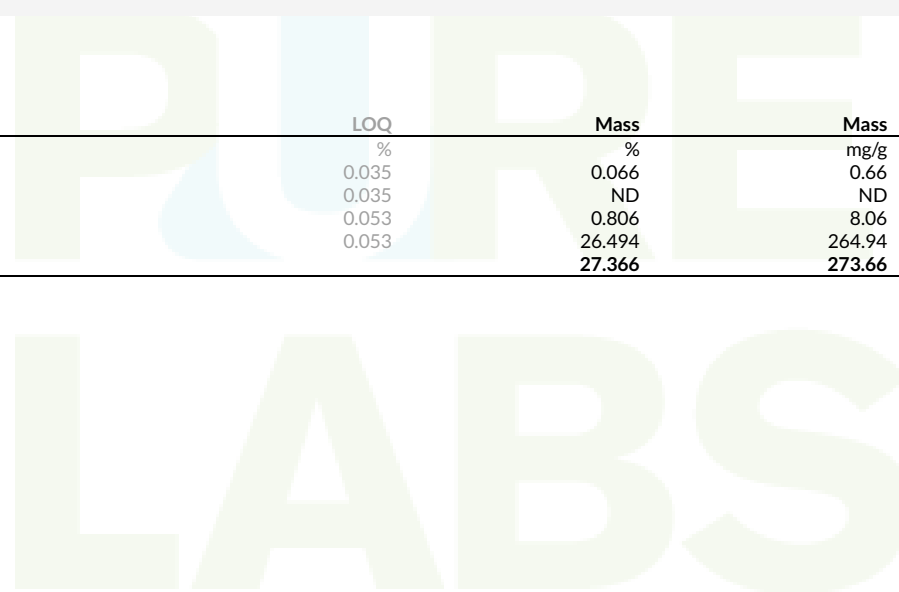 PURE
LOQ Mass Mass
% % mg/g
0.035 0.066 0.66
0.035 ND ND
0.053 0.806 8.06
0.053 26.494 264.94
27.366 273.66
LABS